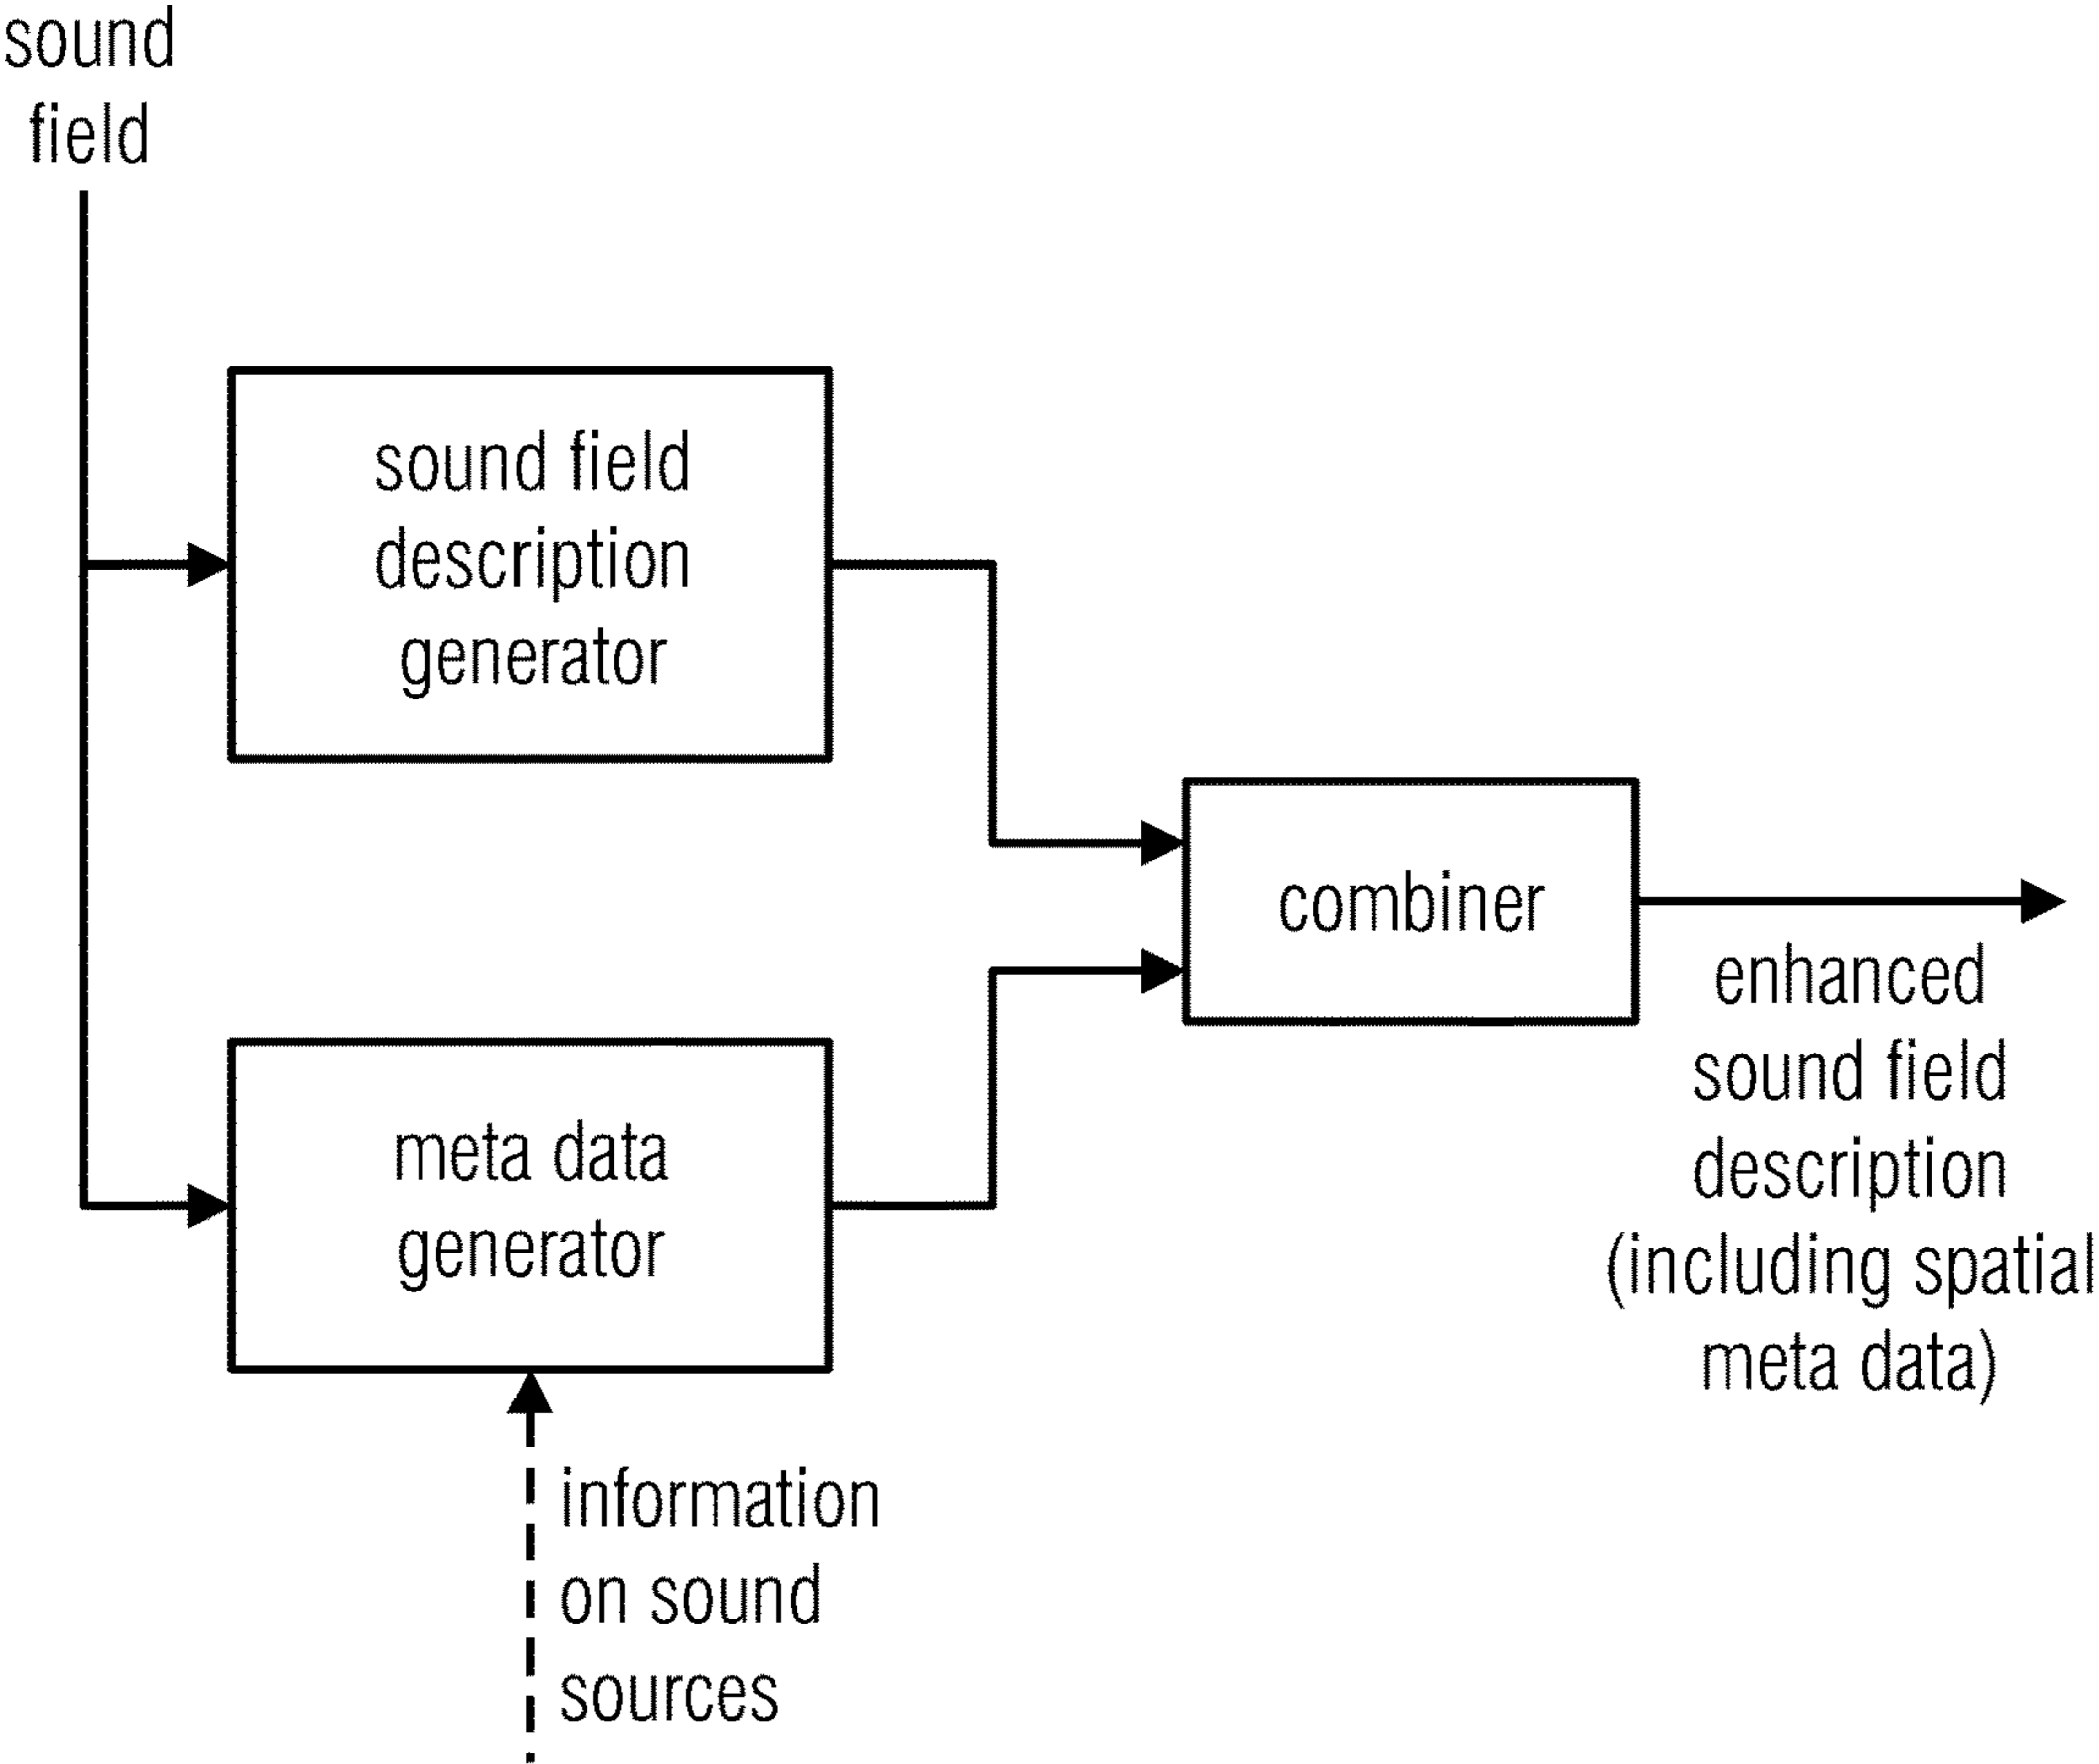 sound
field
sound field
description
generator
combiner
enhanced
sound field
description
(including spatial
meta data)
meta data
generator
information
on sound
sources